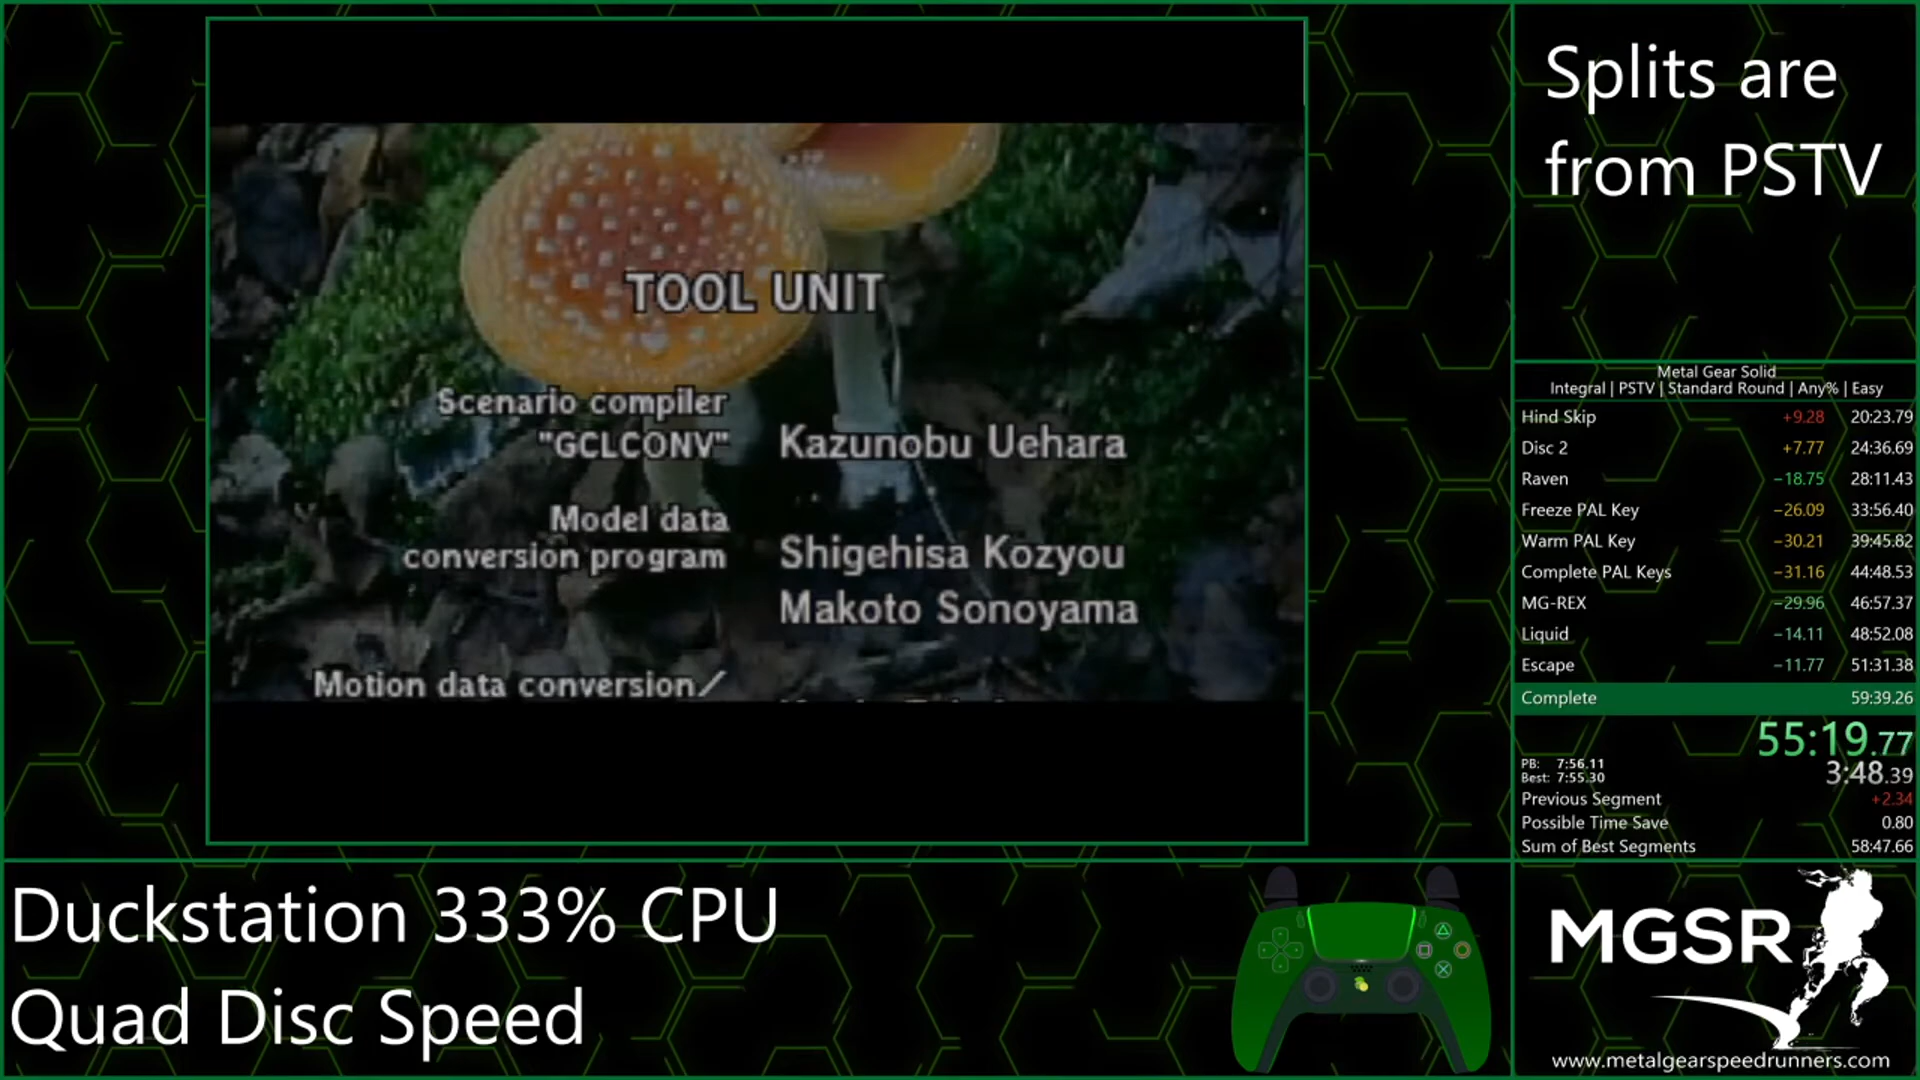 TOOL UNIT
Scenario compiler
"GCLCONV" Kazunobu Uehara
Model data
conversion program Shigehisa Kozyou
Makoto Sonoyama
Motion data conversion/
Splits are
from PSTV
Metal Gear Solid
Integral | PSTV | Standard Round | Any% | Easy
Hind Skip +9.28 20:23.79
Disc 2 +7.77 24:36.69
Raven −18.75 28:11.43
Freeze PAL Key −26.09 33:56.40
Warm PAL Key −30.21 39:45.82
Complete PAL Keys −31.16 44:48.53
MG-REX −29.96 46:57.37
Liquid −14.11 48:52.08
Escape −11.77 51:31.38
Complete 59:39.26
55:19.77
PB: 7:56.11
Best: 7:55.30
3:48.39
Previous Segment +2.34
Possible Time Save 0.80
Sum of Best Segments 58:47.66
Duckstation 333% CPU
Quad Disc Speed
MGSR
www.metalgearspeedrunners.com